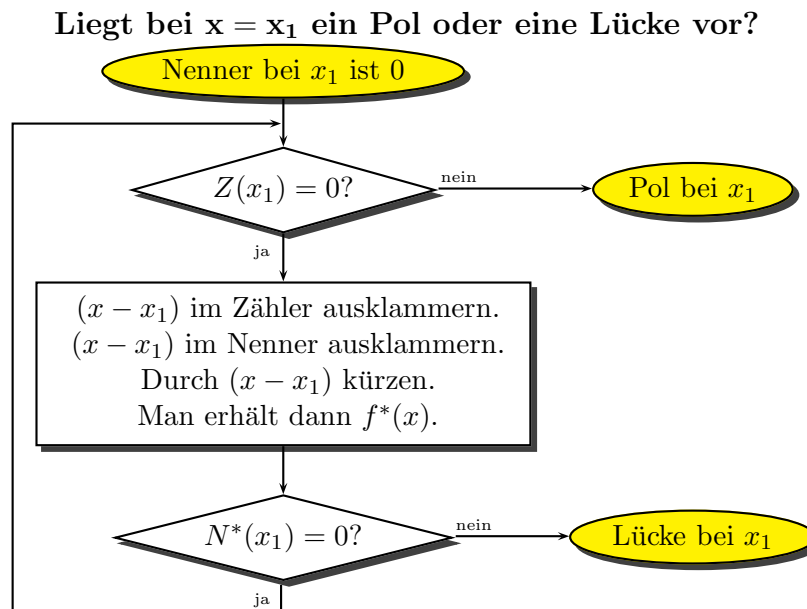 Liegt bei x = x₁ ein Pol oder eine Lücke vor?
Nenner bei x₁ ist 0
Z(x₁) = 0?
nein
Pol bei x₁
ja
(x − x₁) im Zähler ausklammern.
(x − x₁) im Nenner ausklammern.
Durch (x − x₁) kürzen.
Man erhält dann f*(x).
N*(x₁) = 0?
nein
Lücke bei x₁
ja